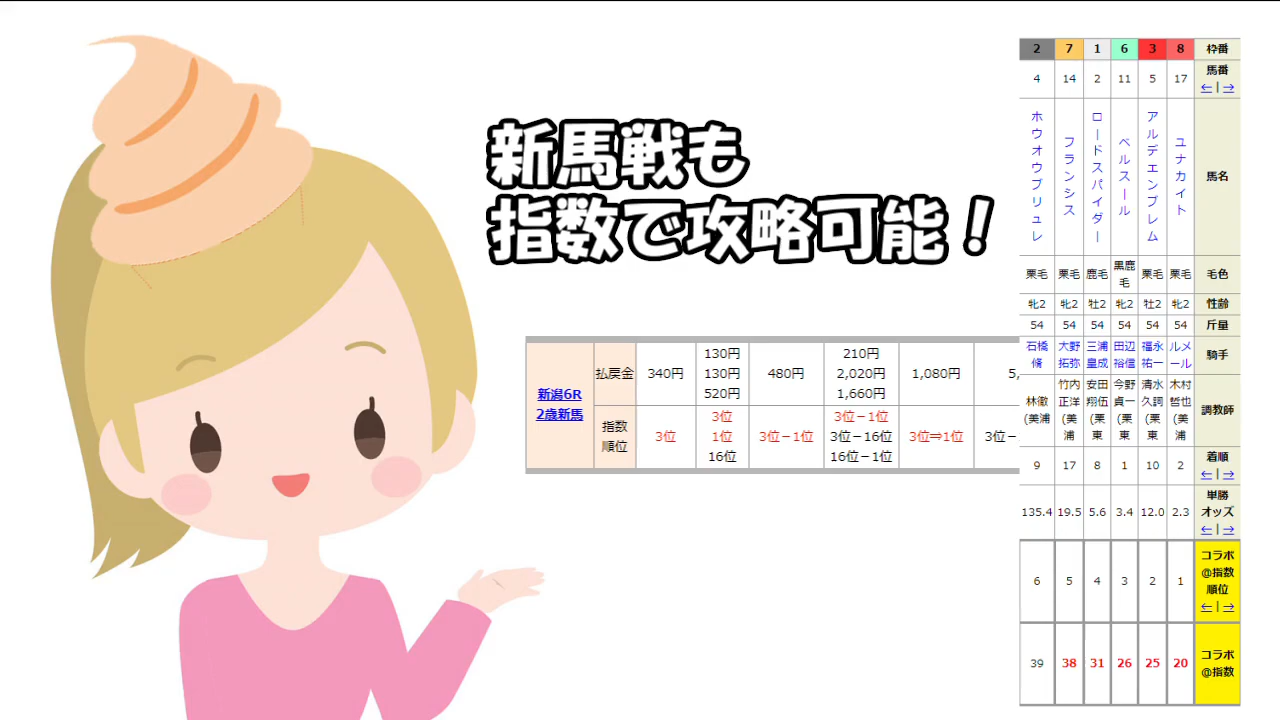 新馬戦も
指数で攻略可能！
新潟6R
2歳新馬
払戻金 340円 130円 130円 520円 480円 210円 2,020円 1,660円 1,080円 5,
指数順位 3位 3位 1位 16位 3位－1位 3位－1位 3位－16位 16位－1位 3位⇒1位 3位－
2 7 1 6 3 8 枠番
4 14 2 11 5 17 馬番 ←|→
ホウオウブリュレ フランシス ロードスパイダー ベルスール アルデエンブレム ユナカイト 馬名
栗毛 栗毛 鹿毛 黒鹿毛 栗毛 栗毛 毛色
牝2 牝2 牡2 牝2 牡2 牝2 性齢
54 54 54 54 54 54 斤量
石橋脩 大野拓弥 三浦皇成 田辺裕信 福永祐一 ルメール 騎手
林徹(美浦 竹内正洋(美浦 安田翔伍(栗東 今野貞一(栗東 清水久詞(栗東 木村哲也(美浦 調教師
9 17 8 1 10 2 着順 ←|→
135.4 19.5 5.6 3.4 12.0 2.3 単勝オッズ ←|→
6 5 4 3 2 1 コラボ@指数順位 ←|→
39 38 31 26 25 20 コラボ@指数